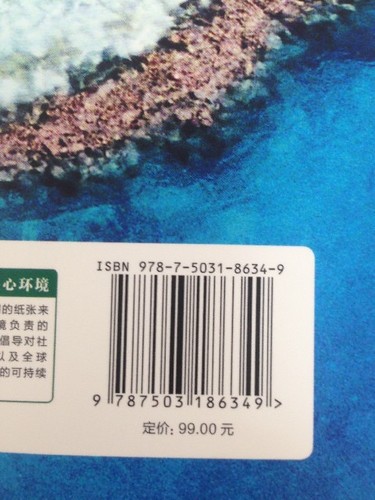 ISBN 978-7-5031-8634-9
心环境
的纸张来
境负责的
倡导对社
以及全球
的可持续
9 787503 186349 >
定价: 99.00 元